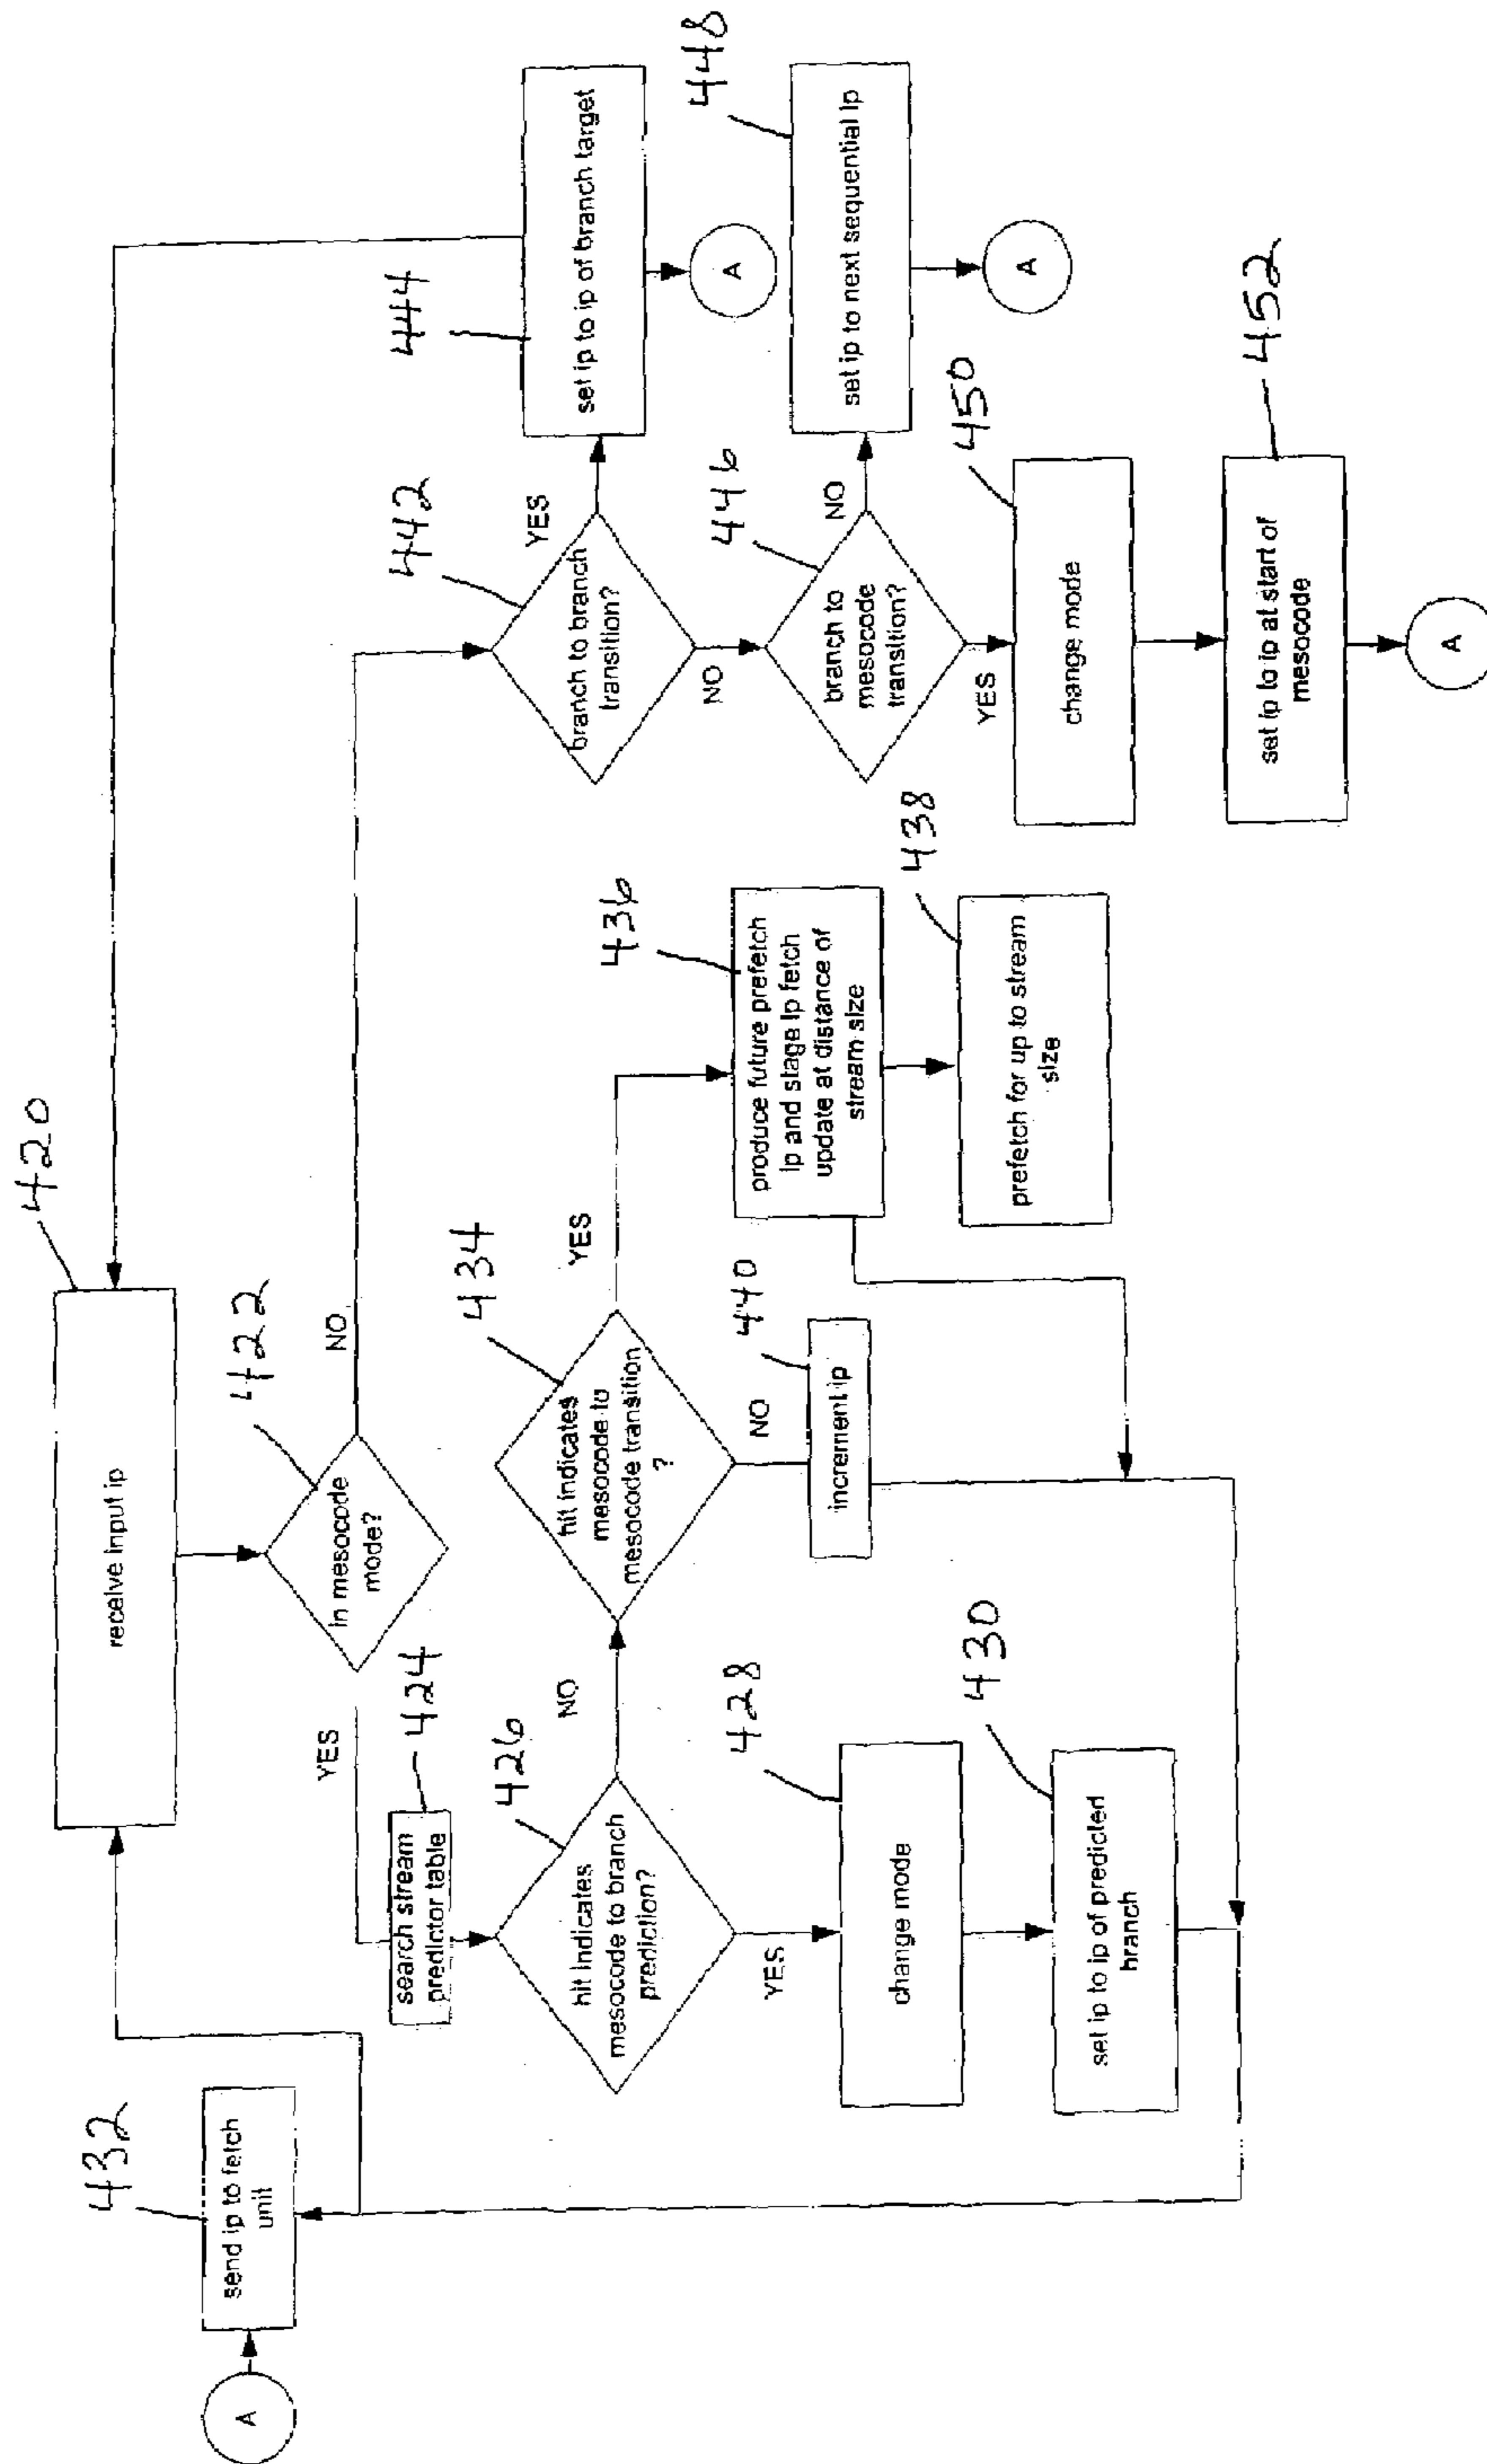 420
receive input ip
422
in mesocode
mode?
YES
NO
424
search stream
predictor table
426
hit indicates
mesocode to branch
prediction?
YES
NO
428
change mode
430
set ip to ip of predicted
branch
432
send ip to fetch
unit
A
434
hit indicates
mesocode to
mesocode transition
?
YES
NO
436
produce future prefetch
ip and stage ip fetch
update at distance of
stream size
438
prefetch for up to stream
size
440
increment ip
442
branch to branch
transition?
YES
NO
444
set ip to ip of branch target
A
446
branch to
mesocode
transition?
NO
YES
448
set ip to next sequential ip
A
450
change mode
452
set ip to ip at start of
mesocode
A